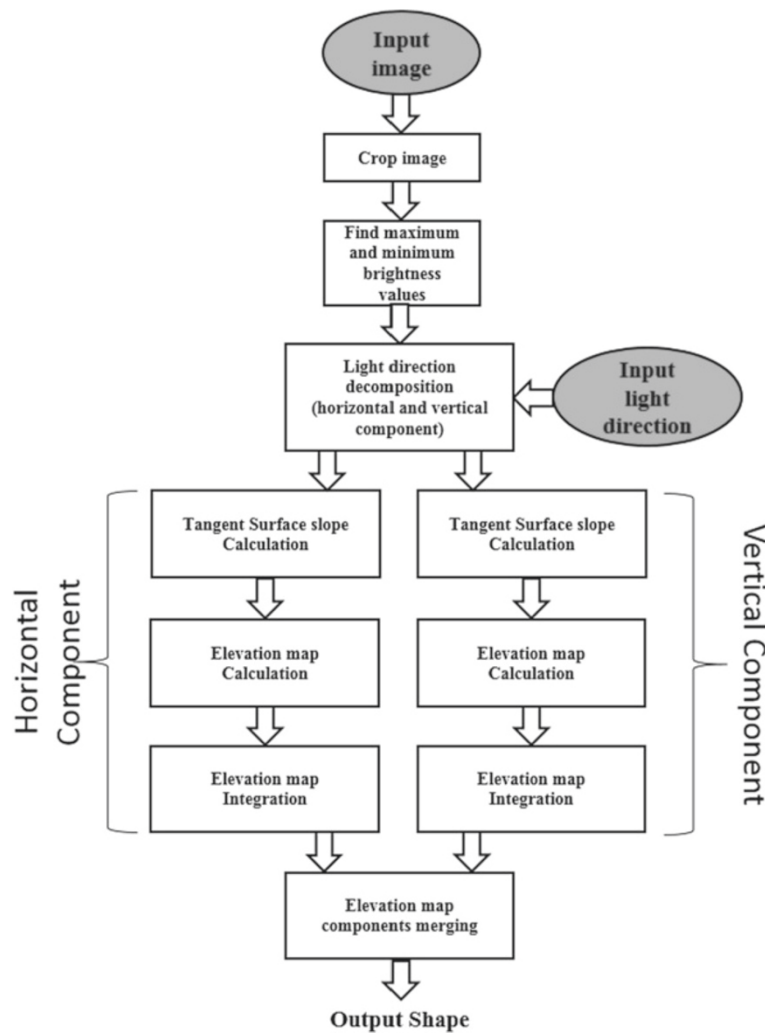 Input
image
Crop image
Find maximum
and minimum
brightness
values
Light direction
decomposition
(horizontal and vertical
component)
Input
light
direction
Horizontal
Component
Tangent Surface slope
Calculation
Elevation map
Calculation
Elevation map
Integration
Tangent Surface slope
Calculation
Elevation map
Calculation
Elevation map
Integration
Vertical Component
Elevation map
components merging
Output Shape